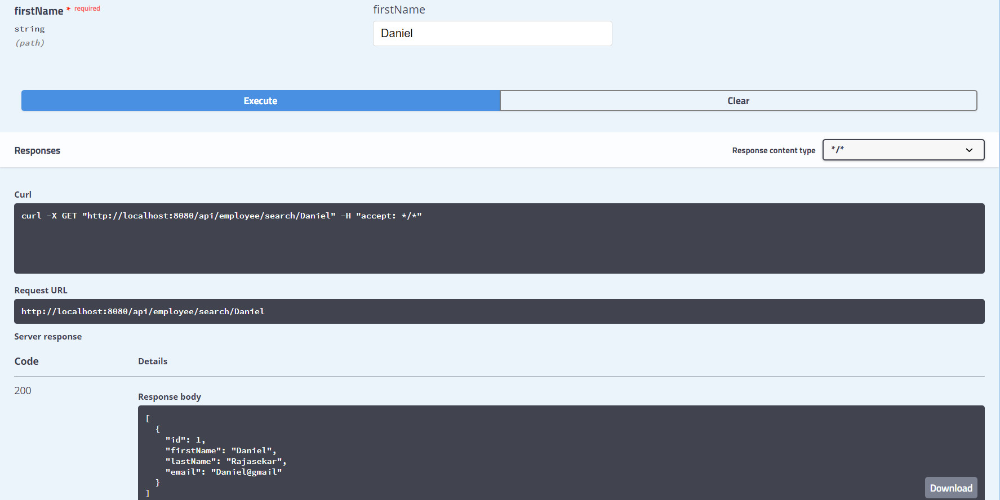 firstName * required
string
(path)
firstName
Daniel
Execute
Clear
Responses
Response content type
*/*
Curl
curl -X GET "http://localhost:8080/api/employee/search/Daniel" -H "accept: */*"
Request URL
http://localhost:8080/api/employee/search/Daniel
Server response
Code
Details
200
Response body
[
  {
    "id": 1,
    "firstName": "Daniel",
    "lastName": "Rajasekar",
    "email": "Daniel@gmail"
  }
]
Download